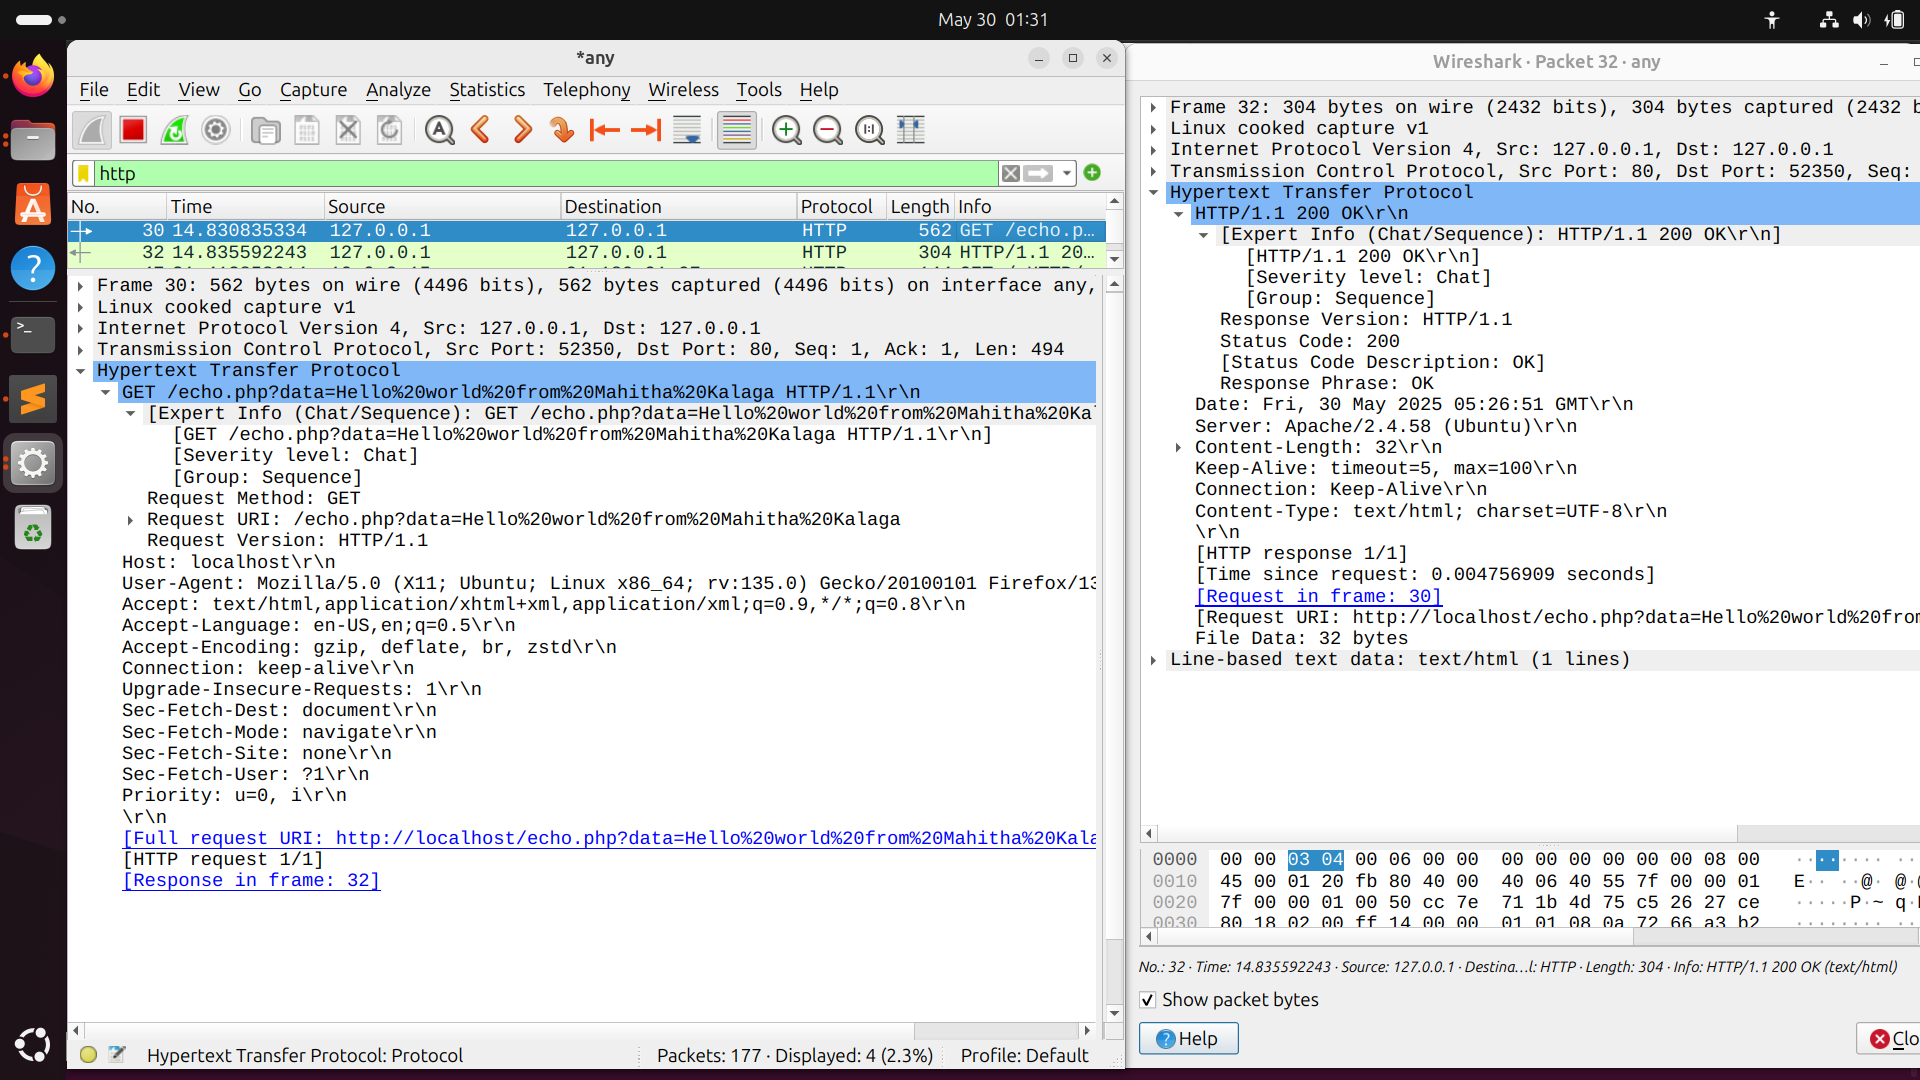 May 30 01:31
*any
File Edit View Go Capture Analyze Statistics Telephony Wireless Tools Help
http
No. Time Source Destination Protocol Length Info
30 14.830835334 127.0.0.1 127.0.0.1 HTTP 562 GET /echo.p…
32 14.835592243 127.0.0.1 127.0.0.1 HTTP 304 HTTP/1.1 20…
Frame 30: 562 bytes on wire (4496 bits), 562 bytes captured (4496 bits) on interface any,
Linux cooked capture v1
Internet Protocol Version 4, Src: 127.0.0.1, Dst: 127.0.0.1
Transmission Control Protocol, Src Port: 52350, Dst Port: 80, Seq: 1, Ack: 1, Len: 494
Hypertext Transfer Protocol
GET /echo.php?data=Hello%20world%20from%20Mahitha%20Kalaga HTTP/1.1\r\n
[Expert Info (Chat/Sequence): GET /echo.php?data=Hello%20world%20from%20Mahitha%20Kal
[GET /echo.php?data=Hello%20world%20from%20Mahitha%20Kalaga HTTP/1.1\r\n]
[Severity level: Chat]
[Group: Sequence]
Request Method: GET
Request URI: /echo.php?data=Hello%20world%20from%20Mahitha%20Kalaga
Request Version: HTTP/1.1
Host: localhost\r\n
User-Agent: Mozilla/5.0 (X11; Ubuntu; Linux x86_64; rv:135.0) Gecko/20100101 Firefox/13
Accept: text/html,application/xhtml+xml,application/xml;q=0.9,*/*;q=0.8\r\n
Accept-Language: en-US,en;q=0.5\r\n
Accept-Encoding: gzip, deflate, br, zstd\r\n
Connection: keep-alive\r\n
Upgrade-Insecure-Requests: 1\r\n
Sec-Fetch-Dest: document\r\n
Sec-Fetch-Mode: navigate\r\n
Sec-Fetch-Site: none\r\n
Sec-Fetch-User: ?1\r\n
Priority: u=0, i\r\n
\r\n
[Full request URI: http://localhost/echo.php?data=Hello%20world%20from%20Mahitha%20Kala
[HTTP request 1/1]
[Response in frame: 32]
Hypertext Transfer Protocol: Protocol
Packets: 177 · Displayed: 4 (2.3%)
Profile: Default
Wireshark · Packet 32 · any
Frame 32: 304 bytes on wire (2432 bits), 304 bytes captured (2432 b
Linux cooked capture v1
Internet Protocol Version 4, Src: 127.0.0.1, Dst: 127.0.0.1
Transmission Control Protocol, Src Port: 80, Dst Port: 52350, Seq:
Hypertext Transfer Protocol
HTTP/1.1 200 OK\r\n
[Expert Info (Chat/Sequence): HTTP/1.1 200 OK\r\n]
[HTTP/1.1 200 OK\r\n]
[Severity level: Chat]
[Group: Sequence]
Response Version: HTTP/1.1
Status Code: 200
[Status Code Description: OK]
Response Phrase: OK
Date: Fri, 30 May 2025 05:26:51 GMT\r\n
Server: Apache/2.4.58 (Ubuntu)\r\n
Content-Length: 32\r\n
Keep-Alive: timeout=5, max=100\r\n
Connection: Keep-Alive\r\n
Content-Type: text/html; charset=UTF-8\r\n
\r\n
[HTTP response 1/1]
[Time since request: 0.004756909 seconds]
[Request in frame: 30]
[Request URI: http://localhost/echo.php?data=Hello%20world%20from
File Data: 32 bytes
Line-based text data: text/html (1 lines)
0000 00 00 03 04 00 06 00 00 00 00 00 00 00 00 08 00 ········ ··
0010 45 00 01 20 fb 80 40 00 40 06 40 55 7f 00 00 01 E·· ··@· @·@
0020 7f 00 00 01 00 50 cc 7e 71 1b 4d 75 c5 26 27 ce ·····P·~ q·
0030 80 18 02 00 ff 14 00 00 01 01 08 0a 72 66 a3 b2 ········ ··
No.: 32 · Time: 14.835592243 · Source: 127.0.0.1 · Destina…l: HTTP · Length: 304 · Info: HTTP/1.1 200 OK (text/html)
Show packet bytes
Help
Clo